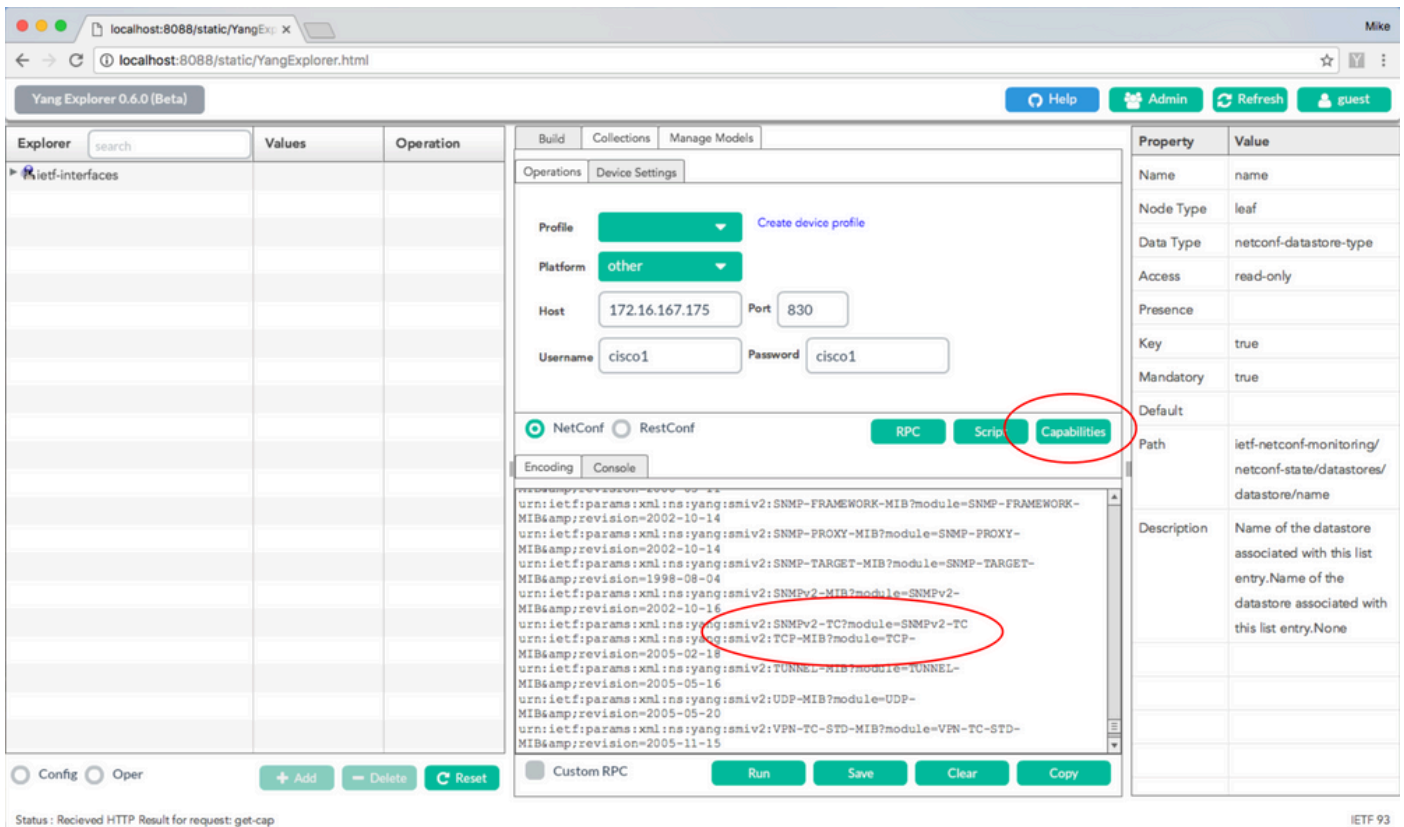 localhost:8088/static/YangExp
Mike
localhost:8088/static/YangExplorer.html
Yang Explorer 0.6.0 (Beta)
Help
Admin
Refresh
guest
Explorer
search
Values
Operation
ietf-interfaces
Config
Oper
Add
Delete
Reset
Build
Collections
Manage Models
Operations
Device Settings
Profile
Create device profile
Platform
other
Host
172.16.167.175
Port
830
Username
cisco1
Password
cisco1
NetConf
RestConf
RPC
Scrip
Capabilities
Encoding
Console
urn:ietf:params:xml:ns:yang:smiv2:SNMP-FRAMEWORK-MIB?module=SNMP-FRAMEWORK-
MIB&amp;revision=2002-10-14
urn:ietf:params:xml:ns:yang:smiv2:SNMP-PROXY-MIB?module=SNMP-PROXY-
MIB&amp;revision=2002-10-14
urn:ietf:params:xml:ns:yang:smiv2:SNMP-TARGET-MIB?module=SNMP-TARGET-
MIB&amp;revision=1998-08-04
urn:ietf:params:xml:ns:yang:smiv2:SNMPv2-MIB?module=SNMPv2-
MIB&amp;revision=2002-10-16
urn:ietf:params:xml:ns:yang:smiv2:SNMPv2-TC?module=SNMPv2-TC
urn:ietf:params:xml:ns:yang:smiv2:TCP-MIB?module=TCP-
MIB&amp;revision=2005-02-18
urn:ietf:params:xml:ns:yang:smiv2:TUNNEL-MIB?module=TUNNEL-
MIB&amp;revision=2005-05-16
urn:ietf:params:xml:ns:yang:smiv2:UDP-MIB?module=UDP-
MIB&amp;revision=2005-05-20
urn:ietf:params:xml:ns:yang:smiv2:VPN-TC-STD-MIB?module=VPN-TC-STD-
MIB&amp;revision=2005-11-15
Custom RPC
Run
Save
Clear
Copy
Property
Value
Name
name
Node Type
leaf
Data Type
netconf-datastore-type
Access
read-only
Presence
Key
true
Mandatory
true
Default
Path
ietf-netconf-monitoring/
netconf-state/datastores/
datastore/name
Description
Name of the datastore
associated with this list
entry.Name of the
datastore associated with
this list entry.None
Status : Recieved HTTP Result for request: get-cap
IETF 93